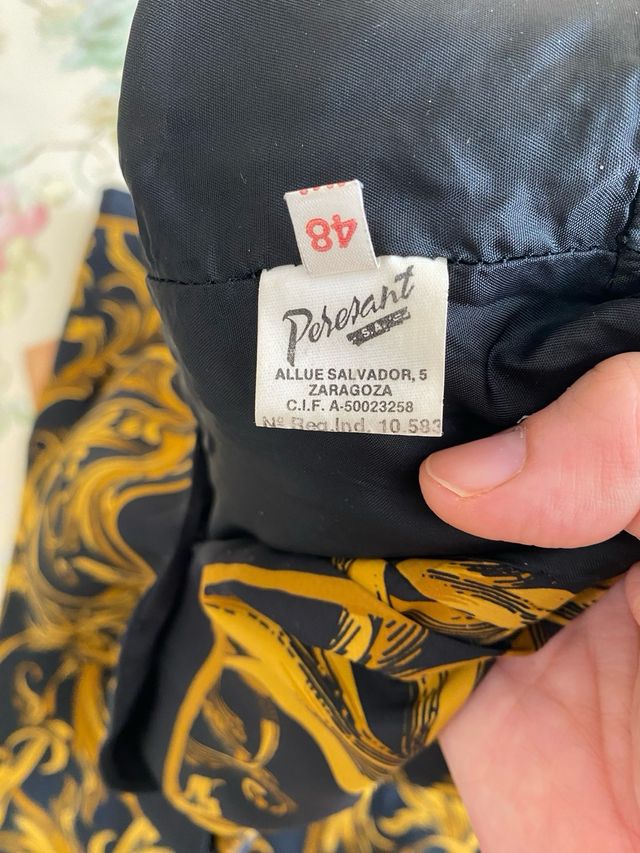 48
Peresant
S.A.C.
ALLUE SALVADOR, 5
ZARAGOZA
C.I.F. A-50023258
Nº Reg.Ind. 10.583